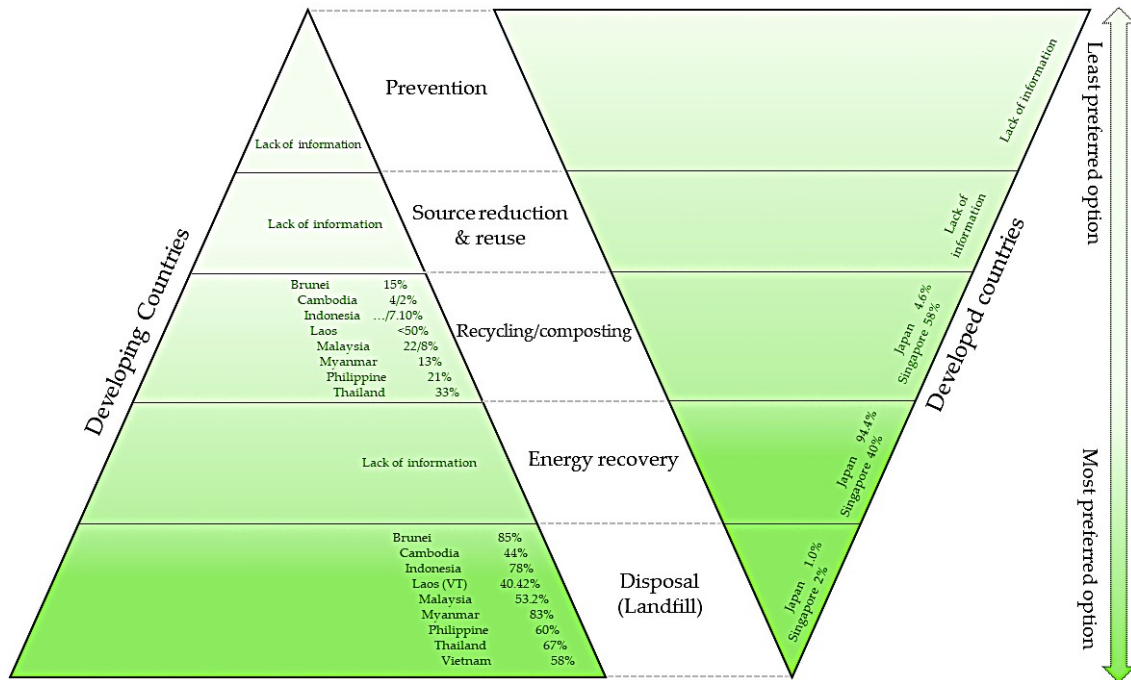 Prevention
Lack of information
Lack of information
Source reduction
& reuse
Lack of information
Lack of
information
Brunei 15%
Cambodia 4/2%
Indonesia …/7.10%
Laos <50%
Malaysia 22/8%
Myanmar 13%
Philippine 21%
Thailand 33%
Recycling/composting
Japan 4.6%
Singapore 58%
Lack of information
Energy recovery
Japan 94.4%
Singapore 40%
Brunei 85%
Cambodia 44%
Indonesia 78%
Laos (VT) 40.42%
Malaysia 53.2%
Myanmar 83%
Philippine 60%
Thailand 67%
Vietnam 58%
Disposal
(Landfill)
Japan 1.0%
Singapore 2%
Developing Countries
Developed countries
Least preferred option
Most preferred option